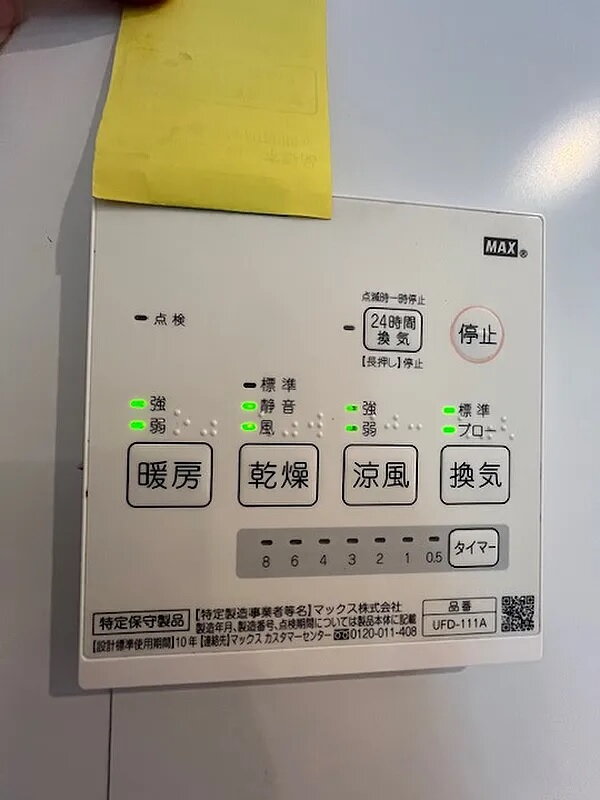 MAX®
点滅時一時停止
点検
24時間
換気
停止
【長押し】停止
標準
強
静音
強
標準
弱
風
弱
ブロー
暖房
乾燥
涼風
換気
8 6 4 3 2 1 0.5
タイマー
特定保守製品
【特定製造事業者等名】マックス株式会社
製造年月、製造番号、点検期間については製品本体に記載
【設計標準使用期間】10年【連絡先】マックス カスタマーセンター 0120-011-408
品番
UFD-111A